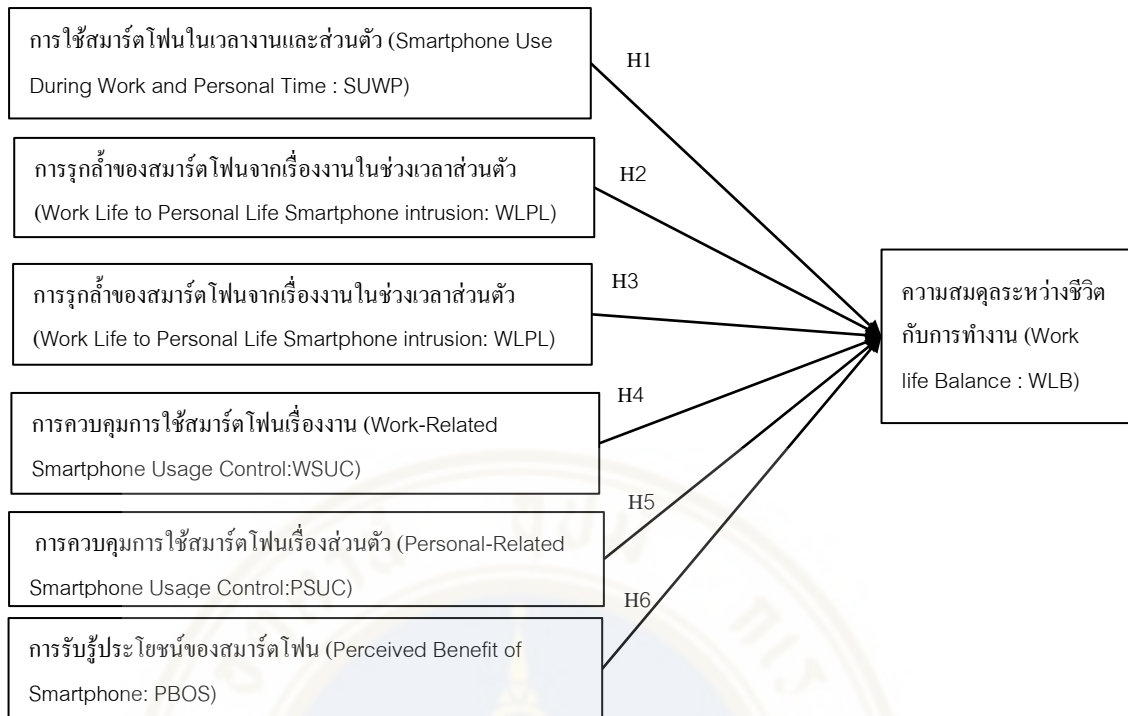 การใช้สมาร์ตโฟนในเวลางานและส่วนตัว (Smartphone Use
During Work and Personal Time : SUWP)
H1
การรุกล้ำของสมาร์ตโฟนจากเรื่องงานในช่วงเวลาส่วนตัว
(Work Life to Personal Life Smartphone intrusion: WLPL)
H2
การรุกล้ำของสมาร์ตโฟนจากเรื่องงานในช่วงเวลาส่วนตัว
(Work Life to Personal Life Smartphone intrusion: WLPL)
H3
การควบคุมการใช้สมาร์ตโฟนเรื่องงาน (Work-Related
Smartphone Usage Control:WSUC)
H4
การควบคุมการใช้สมาร์ตโฟนเรื่องส่วนตัว (Personal-Related
Smartphone Usage Control:PSUC)
H5
การรับรู้ประโยชน์ของสมาร์ตโฟน (Perceived Benefit of
Smartphone: PBOS)
H6
ความสมดุลระหว่างชีวิต
กับการทำงาน (Work
life Balance : WLB)